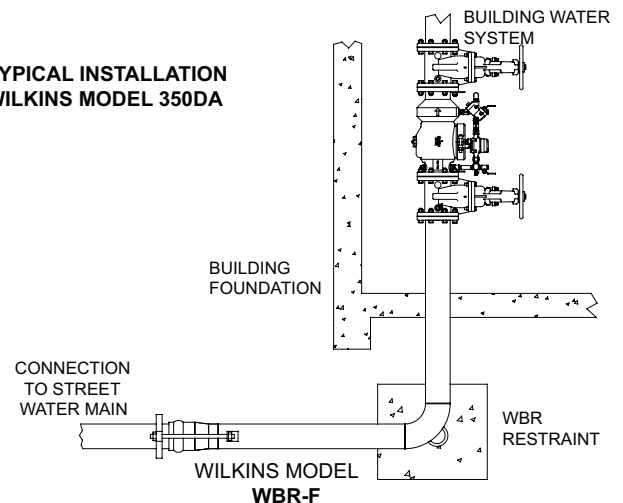 BUILDING WATER
SYSTEM
YPICAL INSTALLATION
WILKINS MODEL 350DA
BUILDING
FOUNDATION
CONNECTION
TO STREET
WATER MAIN
WBR
RESTRAINT
WILKINS MODEL
WBR-F